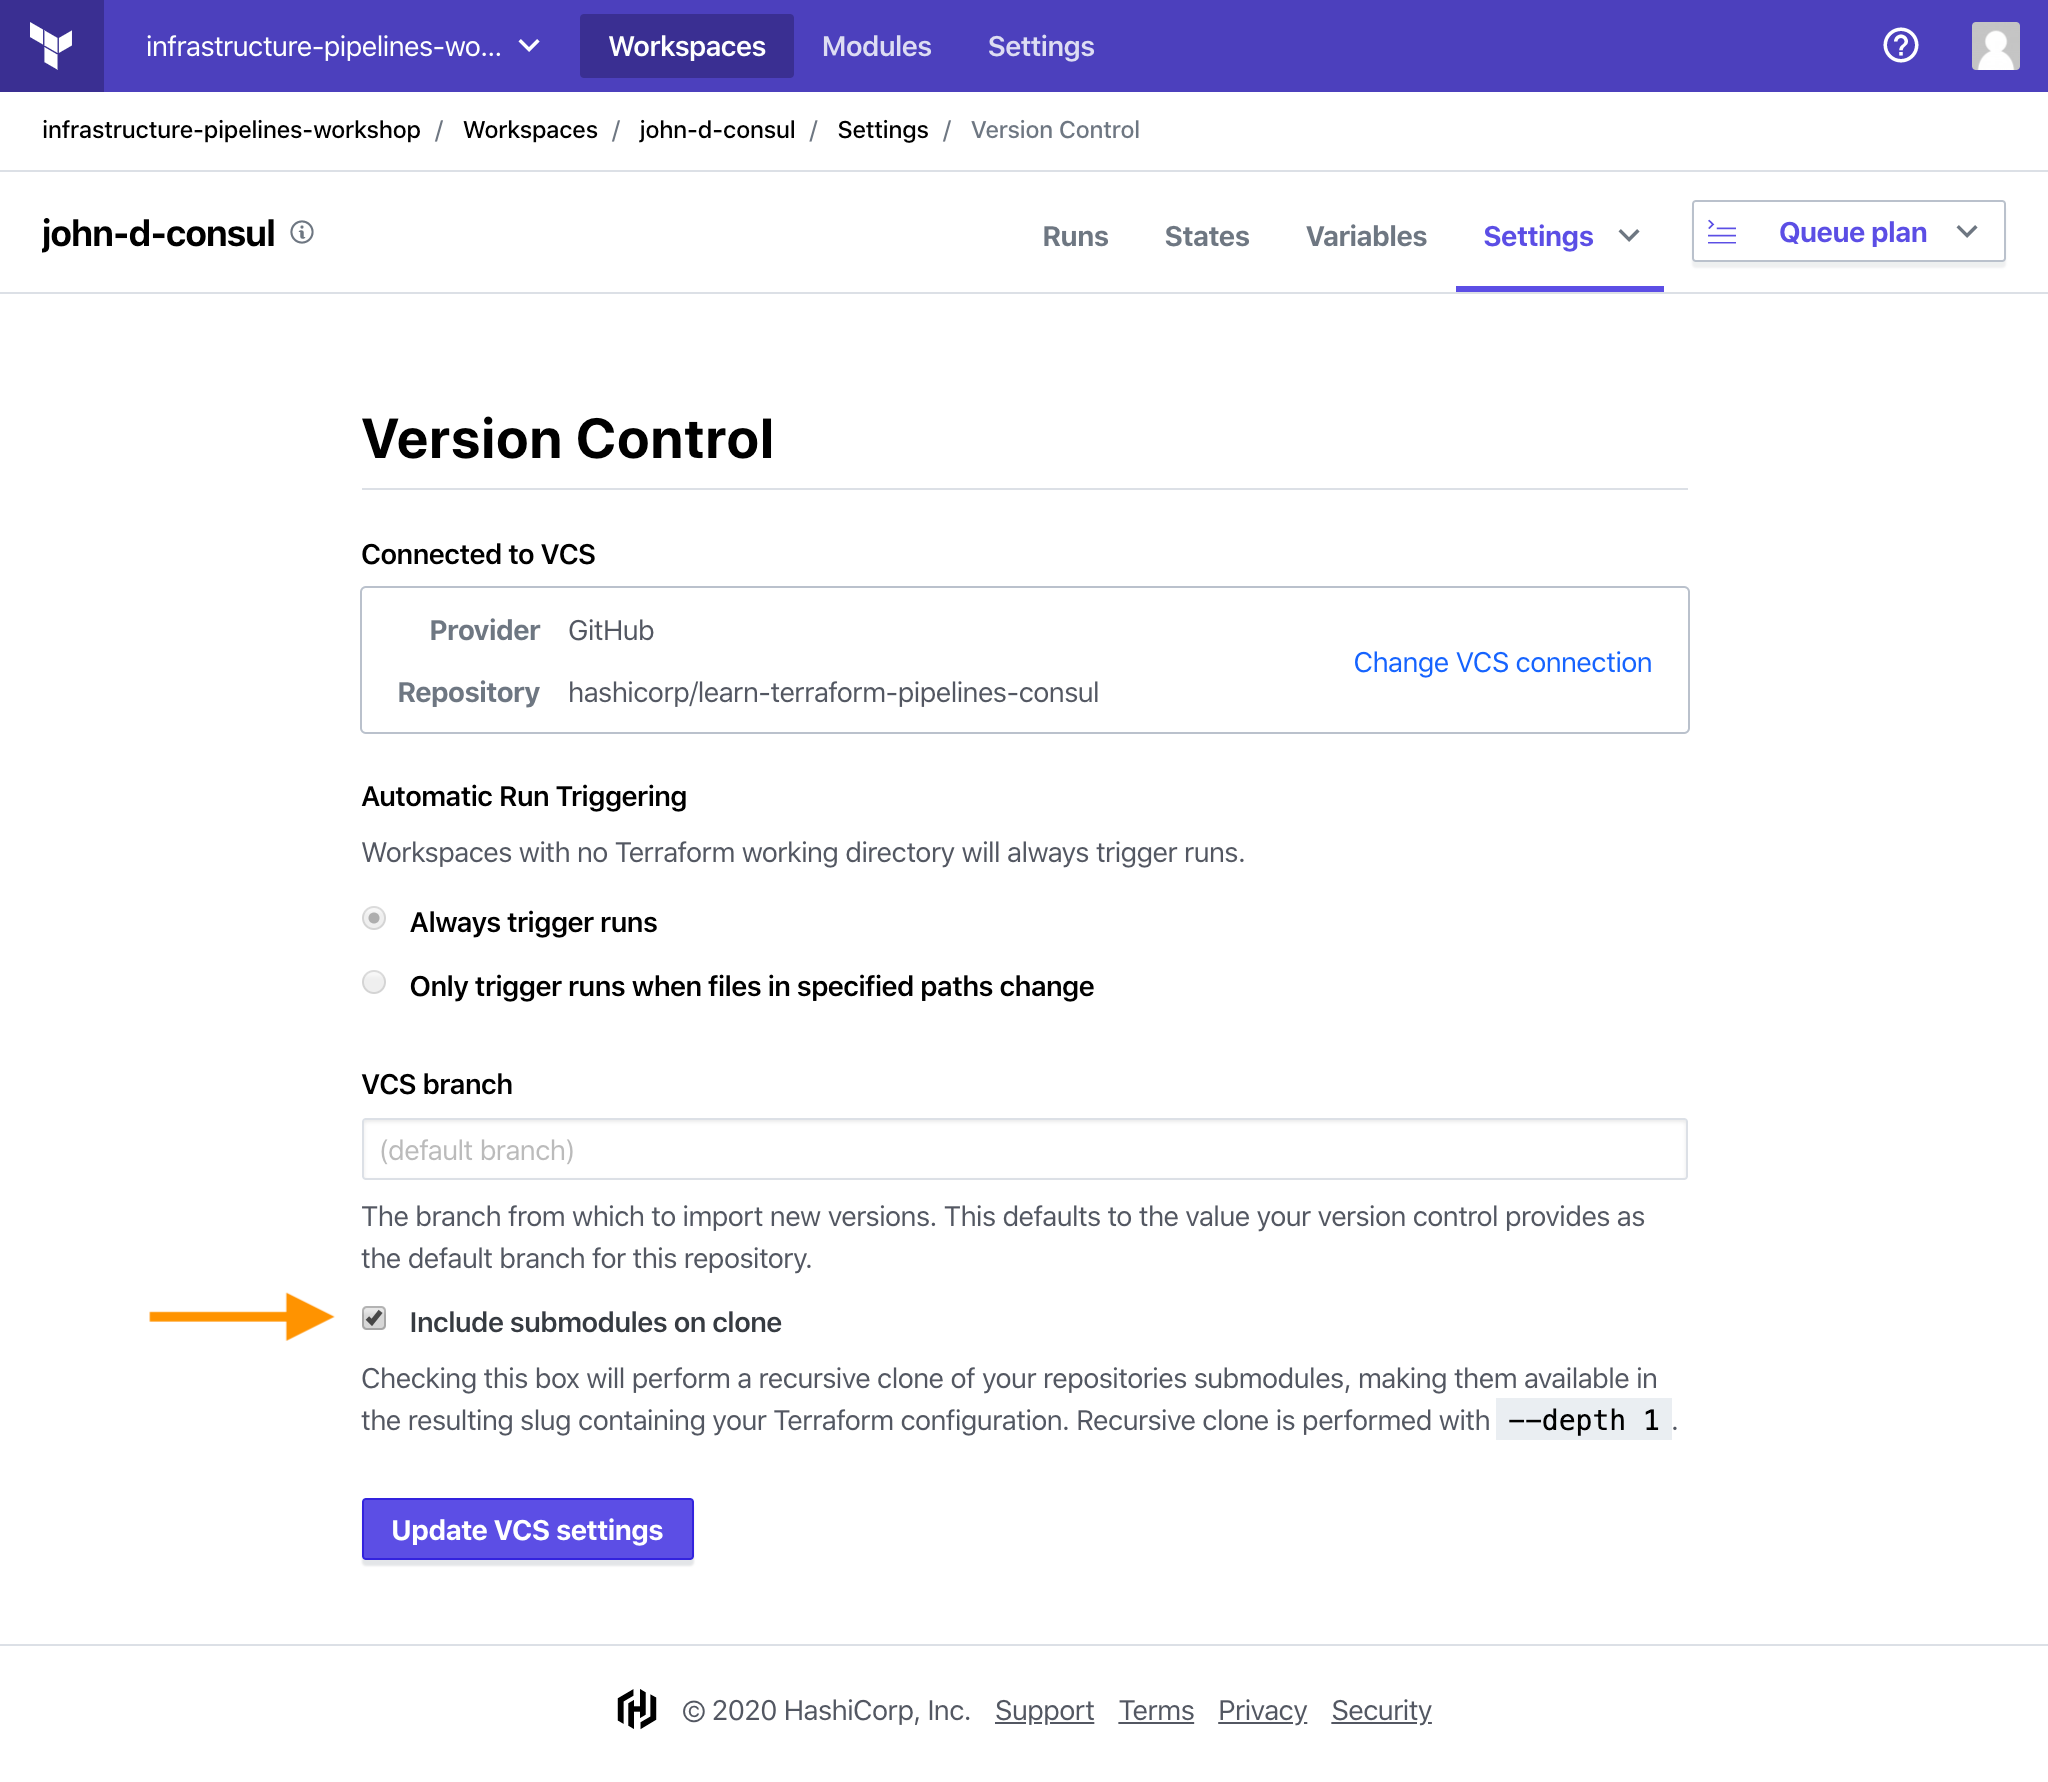 infrastructure-pipelines-wo... Workspaces Modules Settings
infrastructure-pipelines-workshop / Workspaces / john-d-consul / Settings / Version Control
john-d-consul Runs States Variables Settings Queue plan
Version Control
Connected to VCS
Provider GitHub
Change VCS connection
Repository hashicorp/learn-terraform-pipelines-consul
Automatic Run Triggering
Workspaces with no Terraform working directory will always trigger runs.
Always trigger runs
Only trigger runs when files in specified paths change
VCS branch
(default branch)
The branch from which to import new versions. This defaults to the value your version control provides as
the default branch for this repository.
Include submodules on clone
Checking this box will perform a recursive clone of your repositories submodules, making them available in
the resulting slug containing your Terraform configuration. Recursive clone is performed with --depth 1 .
Update VCS settings
© 2020 HashiCorp, Inc. Support Terms Privacy Security